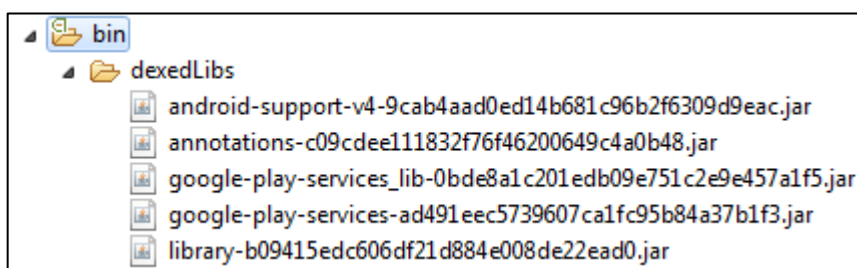 bin
dexedLibs
android-support-v4-9cab4aad0ed14b681c96b2f6309d9eac.jar
annotations-c09cdee111832f76f46200649c4a0b48.jar
google-play-services_lib-0bde8a1c201edb09e751c2e9e457a1f5.jar
google-play-services-ad491eec5739607ca1fc95b84a37b1f3.jar
library-b09415edc606df21d884e008de22ead0.jar